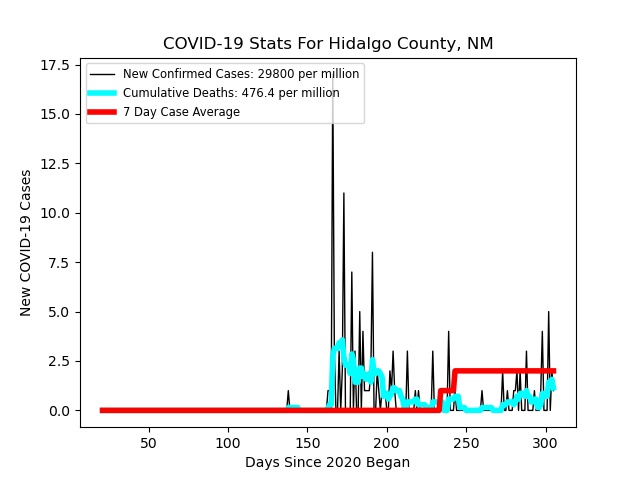 COVID-19 Stats For Hidalgo County, NM
17.5
15.0
12.5
10.0
7.5
5.0
2.5
0.0
New COVID-19 Cases
New Confirmed Cases: 29800 per million
Cumulative Deaths: 476.4 per million
7 Day Case Average
50
100
150
200
250
300
Days Since 2020 Began